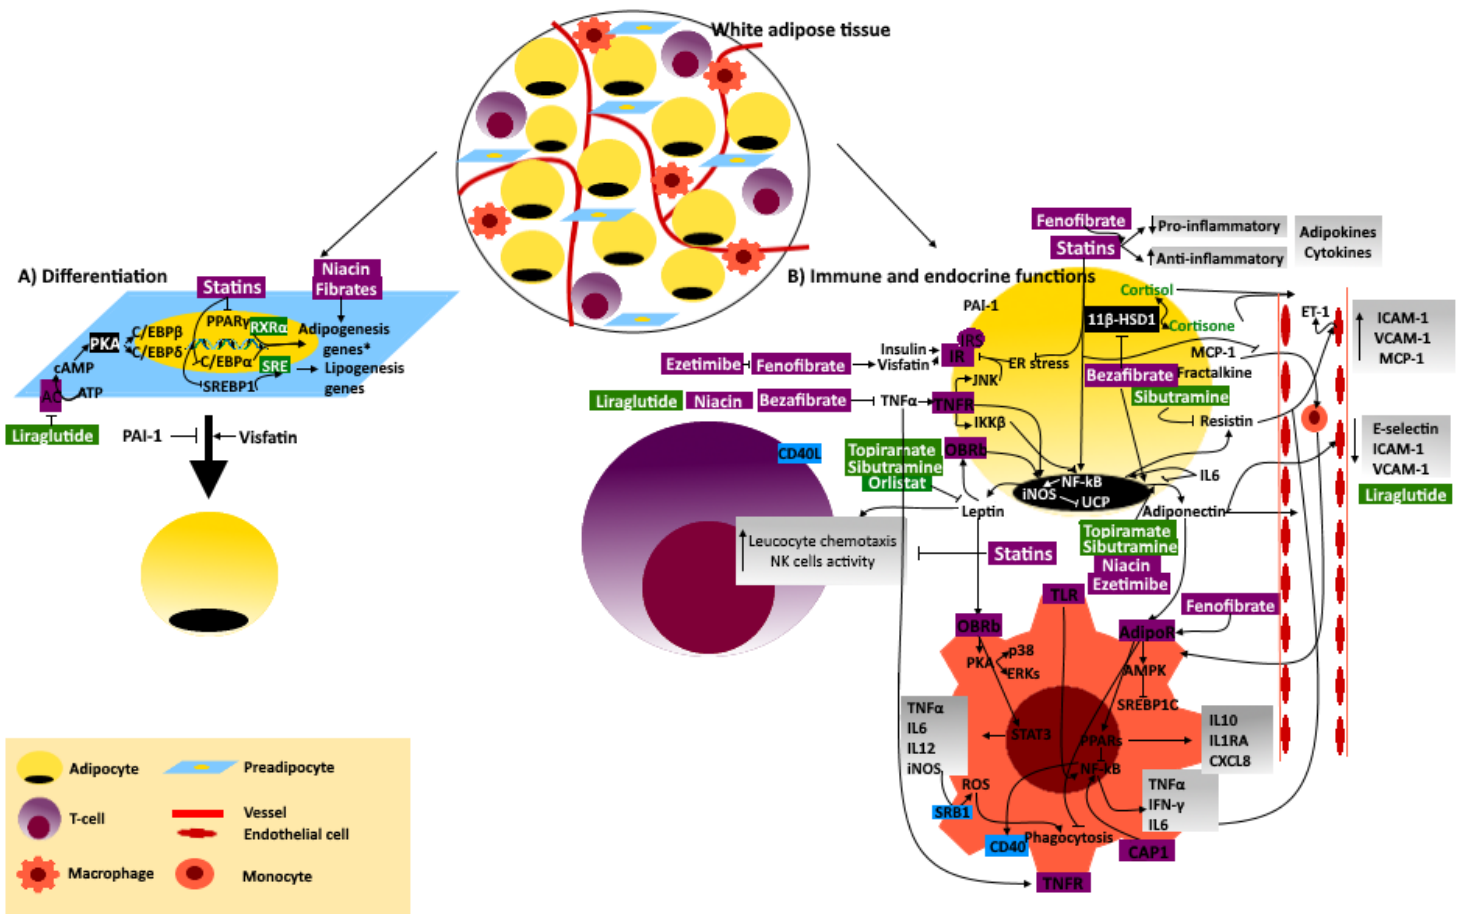 White adipose tissue
A) Differentiation
Statins
Niacin
Fibrates
PPARγ
RXRα
C/EBPβ
C/EBPδ
PKA
cAMP
AC
ATP
C/EBPα
SRE
SREBP1
Adipogenesis
genes*
Lipogenesis
genes
Liraglutide
PAI-1
Visfatin
Adipocyte
Preadipocyte
T-cell
Vessel
Endothelial cell
Macrophage
Monocyte
B) Immune and endocrine functions
Fenofibrate
Statins
Pro-inflammatory
Anti-inflammatory
Adipokines
Cytokines
Cortisol
11β-HSD1
Cortisone
PAI-1
IRS
IR
Insulin
Visfatin
Ezetimibe
Fenofibrate
ER stress
JNK
MCP-1
Fractalkine
Bezafibrate
Sibutramine
Resistin
Liraglutide
Niacin
Bezafibrate
TNFα
TNFR
IKKβ
OBRb
Topiramate
Sibutramine
Orlistat
CD40L
NF-kB
iNOS
UCP
IL6
Leptin
Adiponectin
Leucocyte chemotaxis
NK cells activity
Statins
Topiramate
Sibutramine
Niacin
Ezetimibe
ET-1
ICAM-1
VCAM-1
MCP-1
E-selectin
ICAM-1
VCAM-1
Liraglutide
TLR
Fenofibrate
OBRb
AdipoR
PKA
p38
ERKs
AMPK
SREBP1C
TNFα
IL6
IL12
iNOS
STAT3
PPARs
NF-kB
IL10
IL1RA
CXCL8
ROS
SRB1
TNFα
IFN-γ
IL6
Phagocytosis
CD40
CAP1
TNFR